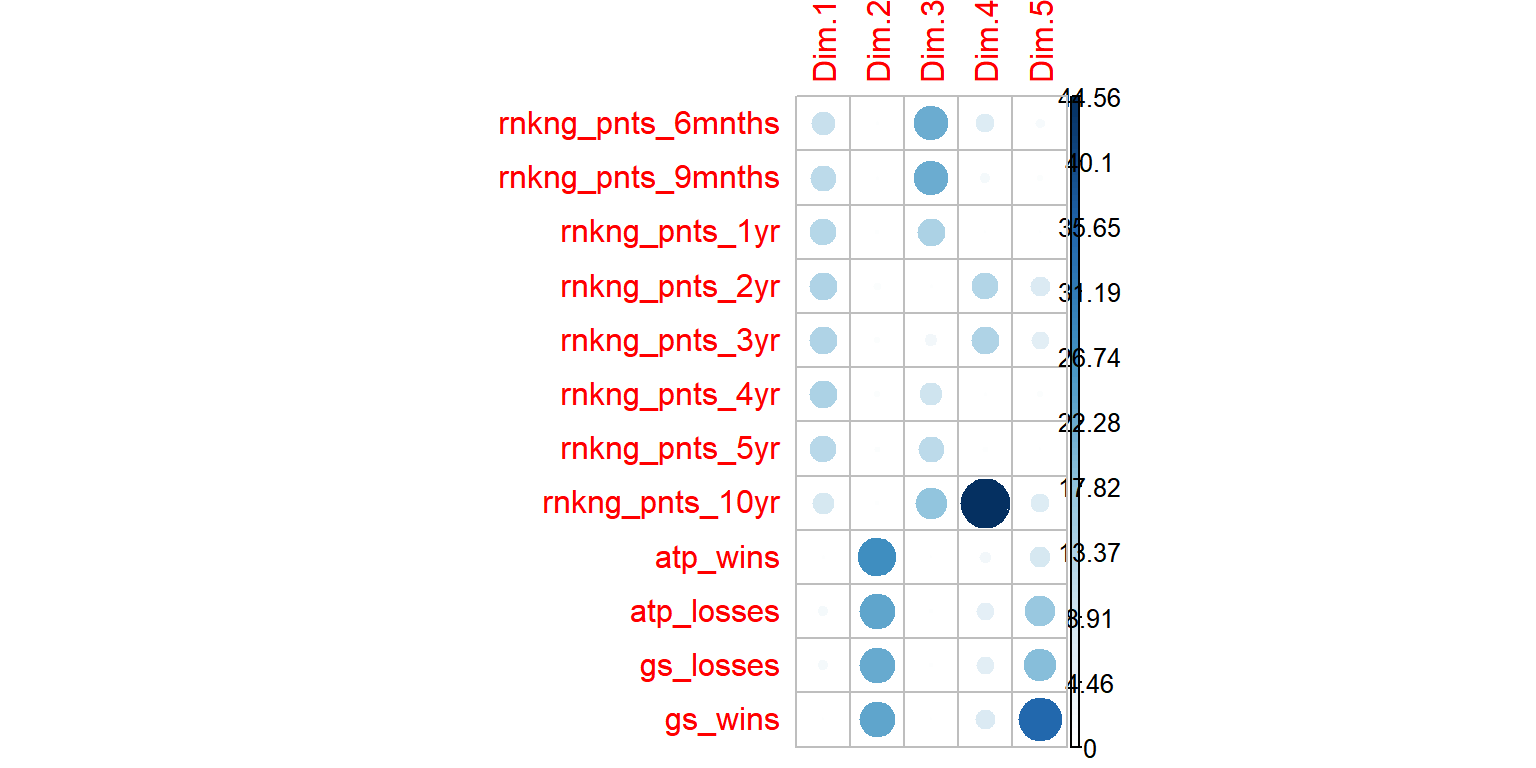 Dim.1 Dim.2 Dim.3 Dim.4 Dim.5
rnkng_pnts_6mnths
rnkng_pnts_9mnths
rnkng_pnts_1yr
rnkng_pnts_2yr
rnkng_pnts_3yr
rnkng_pnts_4yr
rnkng_pnts_5yr
rnkng_pnts_10yr
atp_wins
atp_losses
gs_losses
gs_wins
44.56
40.1
35.65
31.19
26.74
22.28
17.82
13.37
8.91
4.46
0